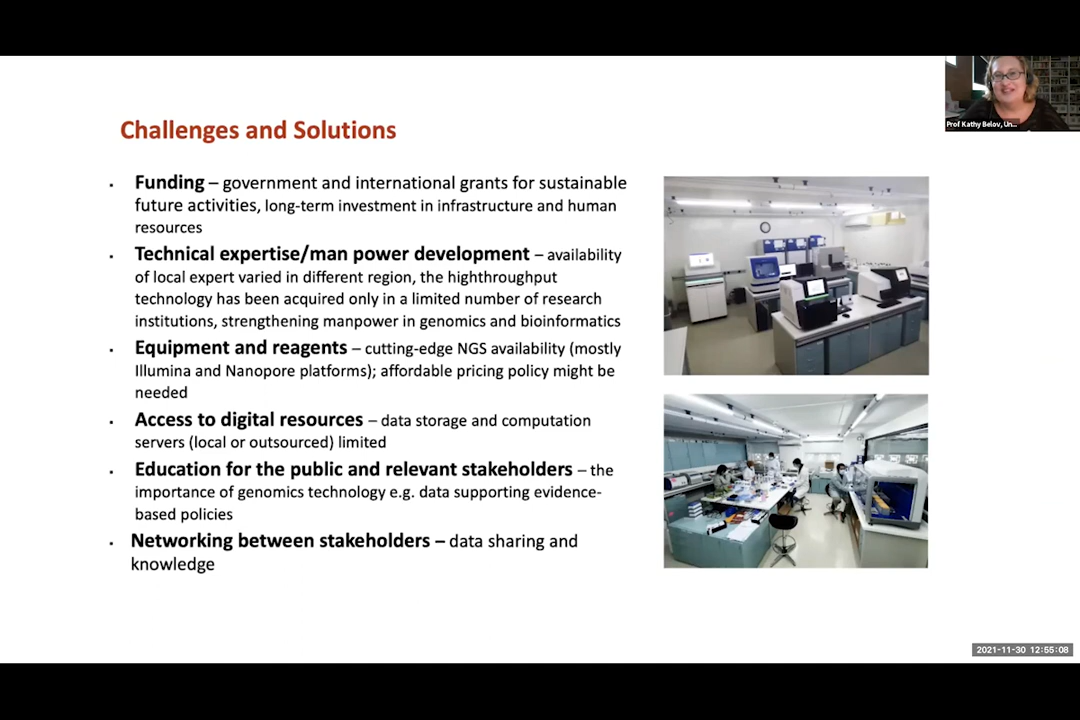 Prof Kathy Belov, Un...
Challenges and Solutions
▪ Funding – government and international grants for sustainable
future activities, long-term investment in infrastructure and human
resources
▪ Technical expertise/man power development – availability
of local expert varied in different region, the highthroughput
technology has been acquired only in a limited number of research
institutions, strengthening manpower in genomics and bioinformatics
▪ Equipment and reagents – cutting-edge NGS availability (mostly
Illumina and Nanopore platforms); affordable pricing policy might be
needed
▪ Access to digital resources – data storage and computation
servers (local or outsourced) limited
▪ Education for the public and relevant stakeholders – the
importance of genomics technology e.g. data supporting evidence-
based policies
▪ Networking between stakeholders – data sharing and
knowledge
2021-11-30 12:55:08